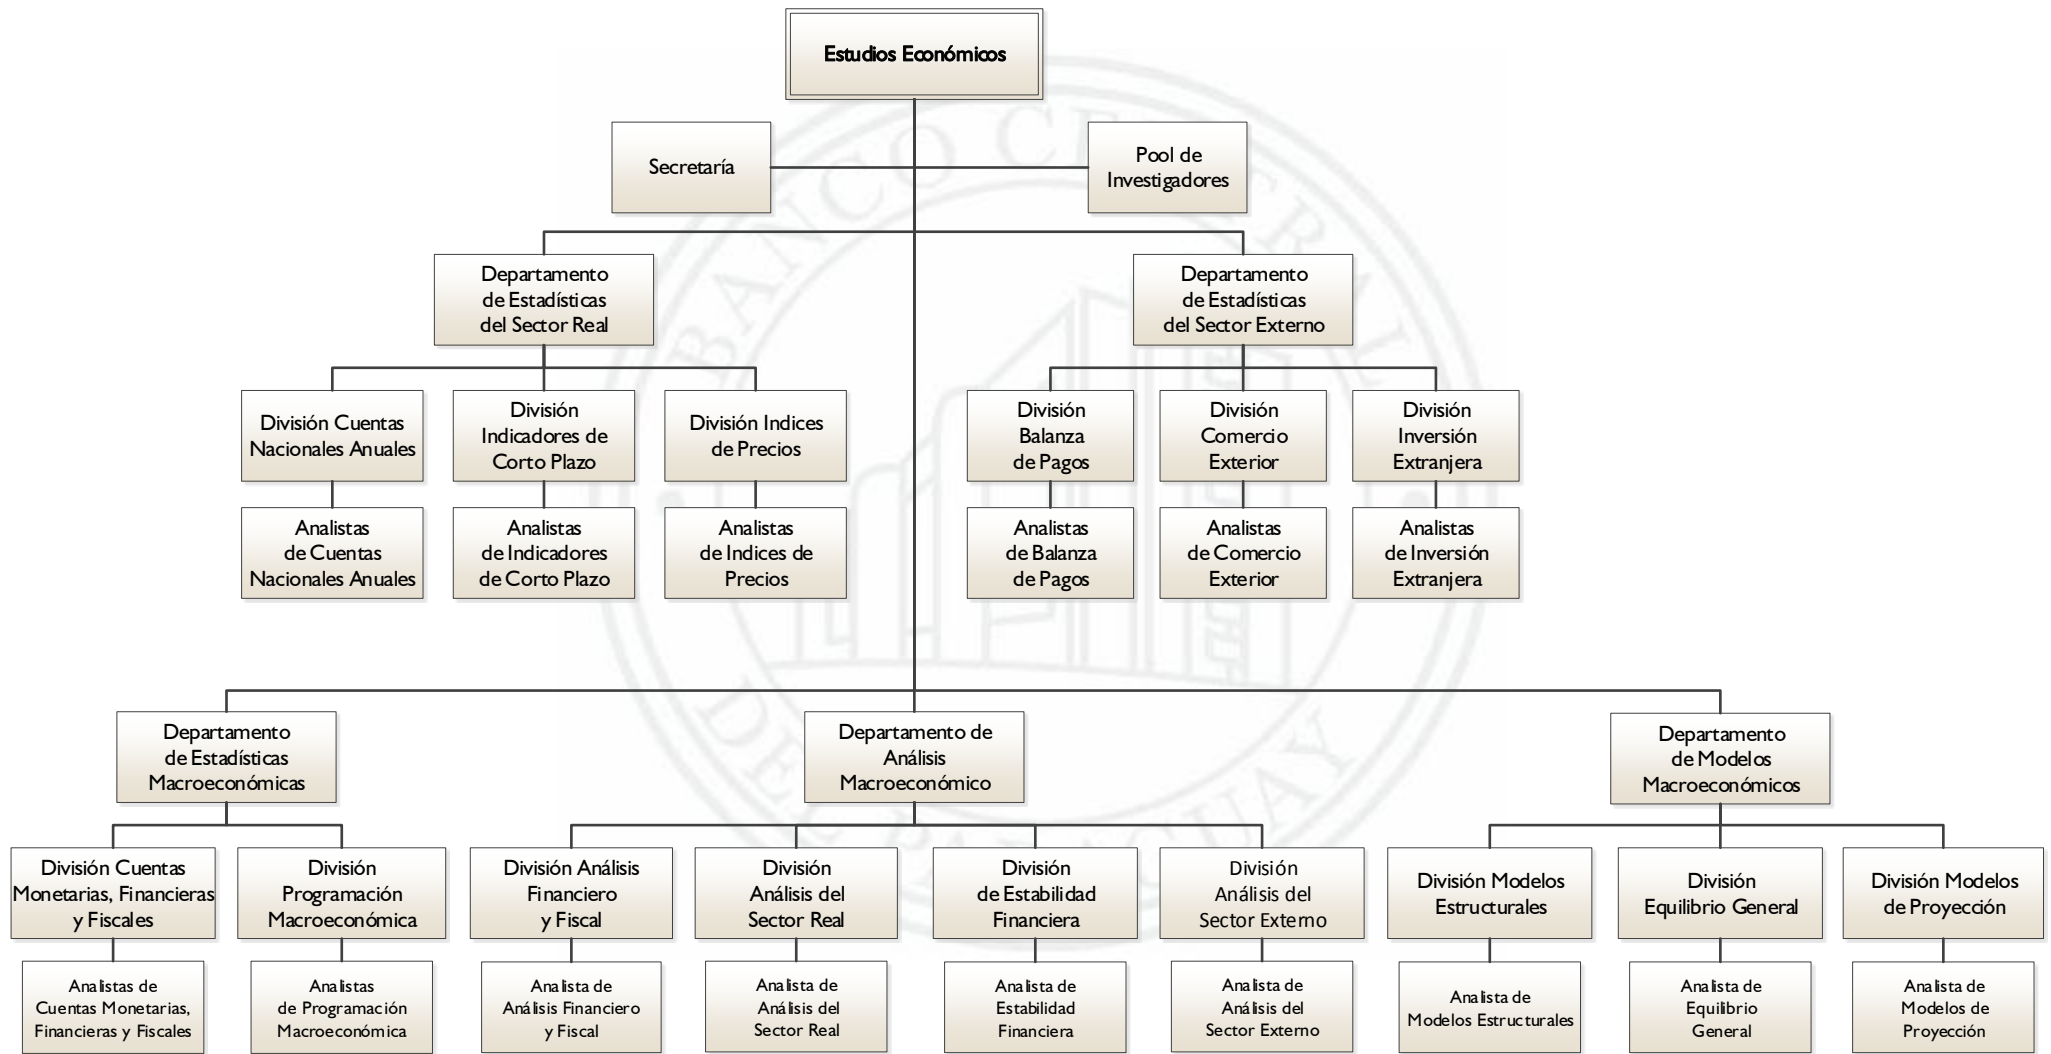 Estudios Económicos
Secretaría
Pool de
Investigadores
Departamento
de Estadísticas
del Sector Real
Departamento
de Estadísticas
del Sector Externo
División Cuentas
Nacionales Anuales
División
Indicadores de
Corto Plazo
División Indices
de Precios
División
Balanza
de Pagos
División
Comercio
Exterior
División
Inversión
Extranjera
Analistas
de Cuentas
Nacionales Anuales
Analistas
de Indicadores
de Corto Plazo
Analistas
de Indices de
Precios
Analistas
de Balanza
de Pagos
Analistas
de Comercio
Exterior
Analistas
de Inversión
Extranjera
Departamento
de Estadísticas
Macroeconómicas
Departamento de
Análisis
Macroeconómico
Departamento
de Modelos
Macroeconómicos
División Cuentas
Monetarias, Financieras
y Fiscales
División
Programación
Macroeconómica
División Análisis
Financiero
y Fiscal
División
Análisis del
Sector Real
División
de Estabilidad
Financiera
División
Análisis del
Sector Externo
División Modelos
Estructurales
División
Equilibrio General
División Modelos
de Proyección
Analistas de
Cuentas Monetarias,
Financieras y Fiscales
Analistas
de Programación
Macroeconómica
Analista de
Análisis Financiero
y Fiscal
Analista de
Análisis del
Sector Real
Analista de
Estabilidad
Financiera
Analista de
Análisis del
Sector Externo
Analista de
Modelos Estructurales
Analista de
Equilibrio
General
Analista de
Modelos de
Proyección
BANCO CENTRAL
DEL PARAGUAY